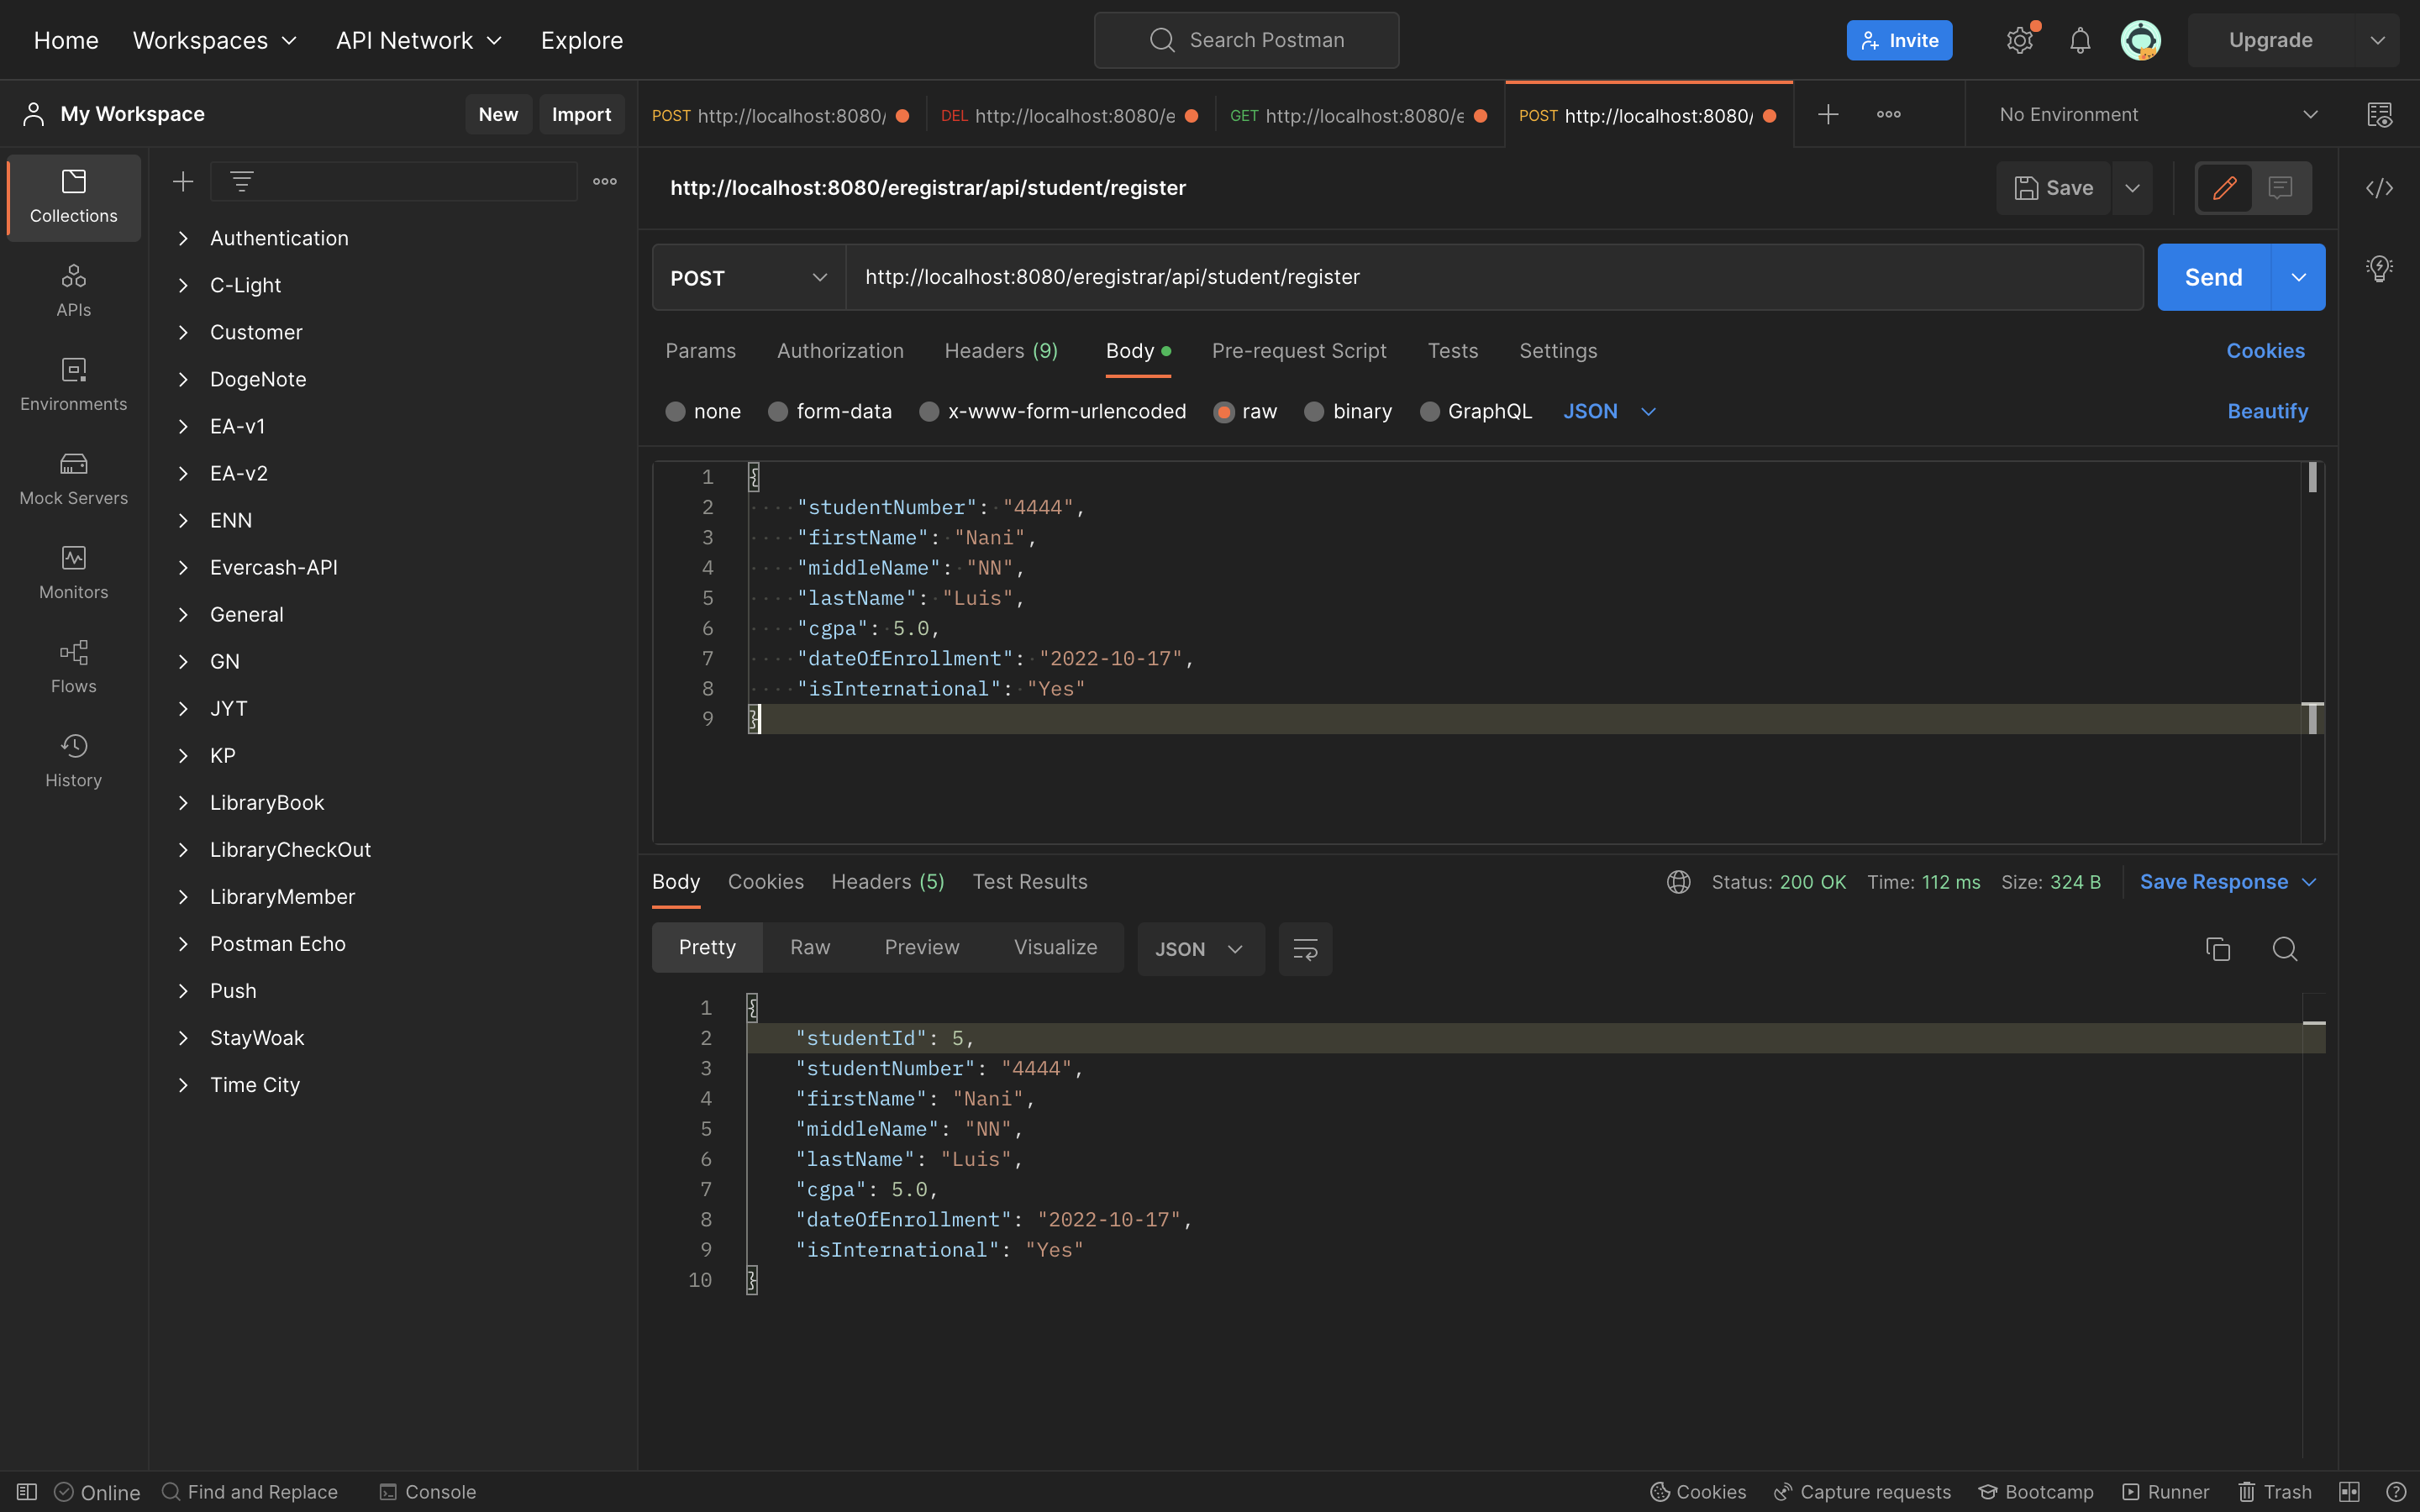 Home Workspaces API Network Explore Search Postman Invite Upgrade
My Workspace New Import
POST http://localhost:8080/ DEL http://localhost:8080/e GET http://localhost:8080/e POST http://localhost:8080/ No Environment
Collections
APIs
Environments
Mock Servers
Monitors
Flows
History
Authentication
C-Light
Customer
DogeNote
EA-v1
EA-v2
ENN
Evercash-API
General
GN
JYT
KP
LibraryBook
LibraryCheckOut
LibraryMember
Postman Echo
Push
StayWoak
Time City
http://localhost:8080/eregistrar/api/student/register Save
POST http://localhost:8080/eregistrar/api/student/register Send
Params Authorization Headers (9) Body Pre-request Script Tests Settings Cookies
none form-data x-www-form-urlencoded raw binary GraphQL JSON Beautify
1 {
2 "studentNumber": "4444",
3 "firstName": "Nani",
4 "middleName": "NN",
5 "lastName": "Luis",
6 "cgpa": 5.0,
7 "dateOfEnrollment": "2022-10-17",
8 "isInternational": "Yes"
9 }
Body Cookies Headers (5) Test Results Status: 200 OK Time: 112 ms Size: 324 B Save Response
Pretty Raw Preview Visualize JSON
1 {
2 "studentId": 5,
3 "studentNumber": "4444",
4 "firstName": "Nani",
5 "middleName": "NN",
6 "lastName": "Luis",
7 "cgpa": 5.0,
8 "dateOfEnrollment": "2022-10-17",
9 "isInternational": "Yes"
10 }
Online Find and Replace Console Cookies Capture requests Bootcamp Runner Trash